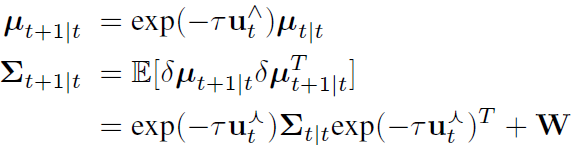 μ_{t+1|t} = exp(−τu_t^∧)μ_{t|t}
Σ_{t+1|t} = 𝔼[δμ_{t+1|t}δμ_{t+1|t}^T]
= exp(−τu_t^⋏)Σ_{t|t}exp(−τu_t^⋏)^T + W